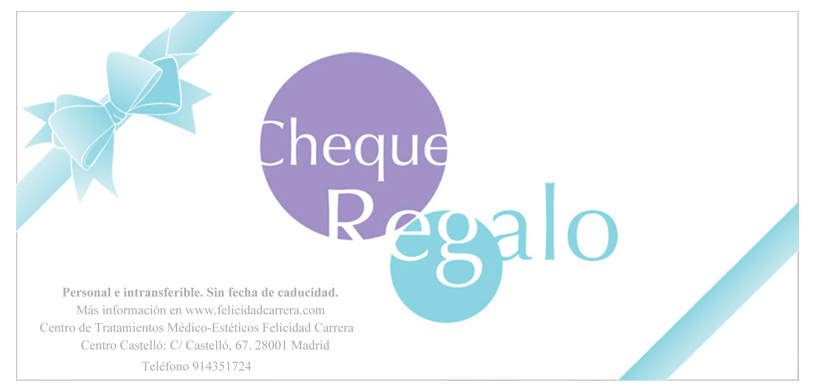 Cheque
Regalo
Personal e intransferible. Sin fecha de caducidad.
Más información en www.felicidadcarrera.com
Centro de Tratamientos Médico-Estéticos Felicidad Carrera
Centro Castelló: C/ Castelló, 67. 28001 Madrid
Teléfono 914351724